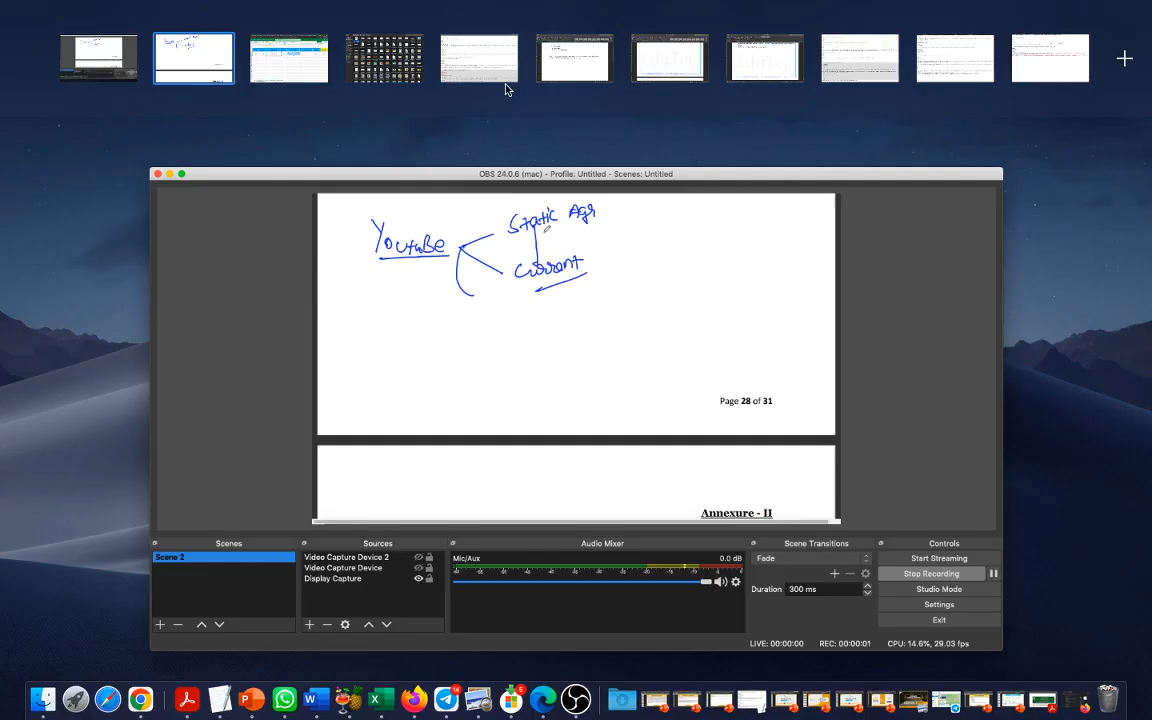 OBS 24.0.6 (mac) - Profile: Untitled - Scenes: Untitled
Youtube
Static Agr
Current
Page 28 of 31
Annexure - II
Scenes
Sources
Audio Mixer
Scene Transitions
Controls
Scene 2
Video Capture Device 2
Video Capture Device
Display Capture
Mic/Aux
0.0 dB
Fade
Duration
300 ms
Start Streaming
Stop Recording
Studio Mode
Settings
Exit
LIVE: 00:00:00
REC: 00:00:01
CPU: 14.6%, 29.03 fps